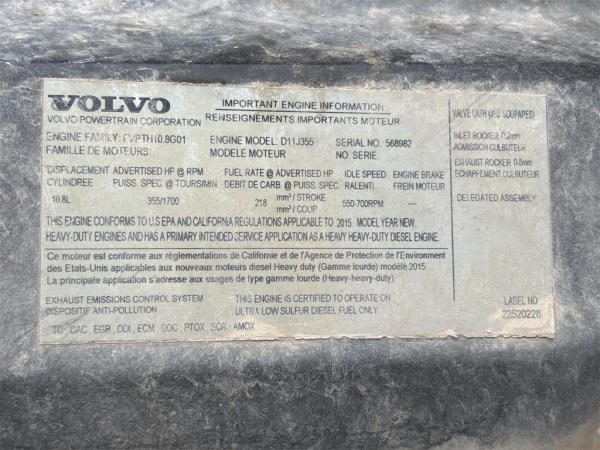 VOLVO
VOLVO POWERTRAIN CORPORATION
IMPORTANT ENGINE INFORMATION
RENSEIGNEMENTS IMPORTANTS MOTEUR
ENGINE FAMILY: FVPTH10.8G01
FAMILLE DE MOTEURS:
ENGINE MODEL: D11J355
MODELE MOTEUR
SERIAL NO: 568982
NO. SERIE.
DISPLACEMENT
CYLINDREE
10.8L
ADVERTISED HP @ RPM
PUISS. SPEC. @ TOURS/MIN
355/1700
FUEL RATE @ ADVERTISED HP
DEBIT DE CARB. @ PUISS. SPEC.
218 mm³/ STROKE
mm³ / COUP
IDLE SPEED
RALENTI
550-700RPM
ENGINE BRAKE
FREIN MOTEUR
—
THIS ENGINE CONFORMS TO U.S EPA AND CALIFORNIA REGULATIONS APPLICABLE TO 2015 MODEL YEAR NEW
HEAVY-DUTY ENGINES AND HAS A PRIMARY INTENDED SERVICE APPLICATION AS A HEAVY HEAVY-DUTY DIESEL ENGINE.
Ce moteur est conforme aux règlementations de Californie et de l'Agence de Protection de l'Environnement
des Etats-Unis applicables aux nouveaux moteurs diesel Heavy duty (Gamme lourde) modèle 2015
La principale application s'adresse aux usages de type gamme lourde (Heavy-heavy-duty).
EXHAUST EMISSIONS CONTROL SYSTEM
DISPOSITIF ANTI-POLLUTION
THIS ENGINE IS CERTIFIED TO OPERATE ON
ULTRA LOW SULFUR DIESEL FUEL ONLY.
TC, CAC, EGR, DDI, ECM, DOC, PTOX, SCR, AMOX
VALVE LASH (JEU SOUPAPES)
INLET ROCKER 0.2mm
ADMISSION CULBUTEUR
EXHAUST ROCKER 0.8mm
ECHAPPEMENT CULBUTEUR
DELEGATED ASSEMBLY
LABEL NO
22520228